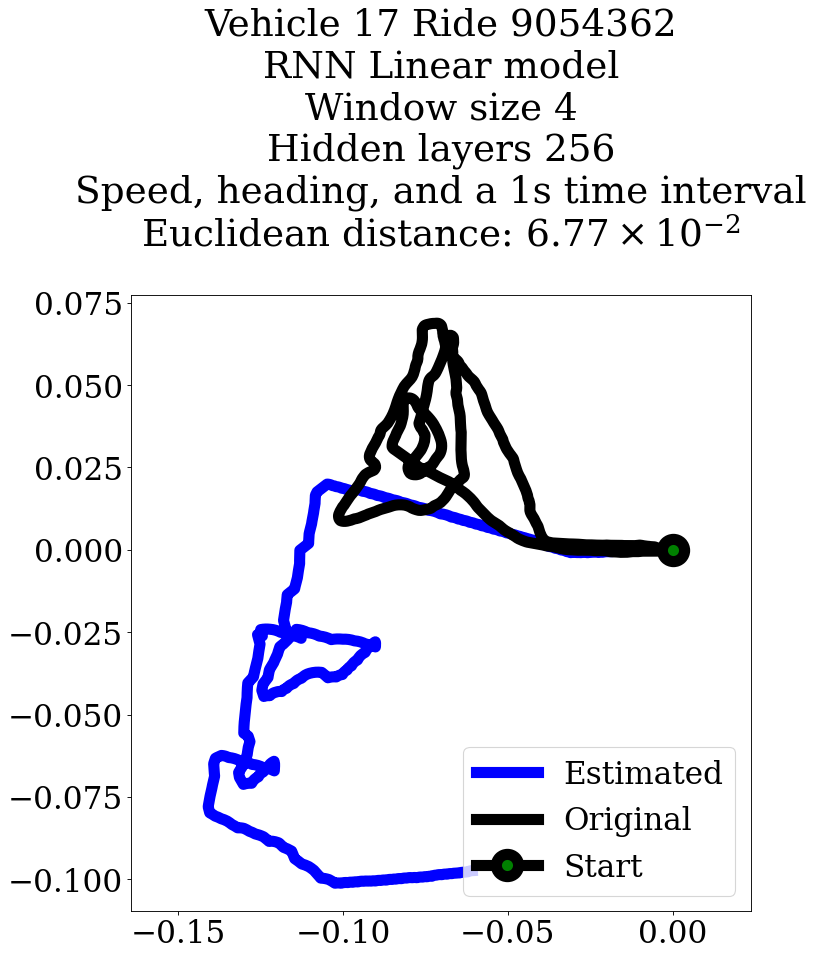 Vehicle 17 Ride 9054362
RNN Linear model
Window size 4
Hidden layers 256
Speed, heading, and a 1s time interval
Euclidean distance: 6.77 × 10⁻²
0.075
0.050
0.025
0.000
−0.025
−0.050
−0.075
−0.100
Estimated
Original
Start
−0.15
−0.10
−0.05
0.00